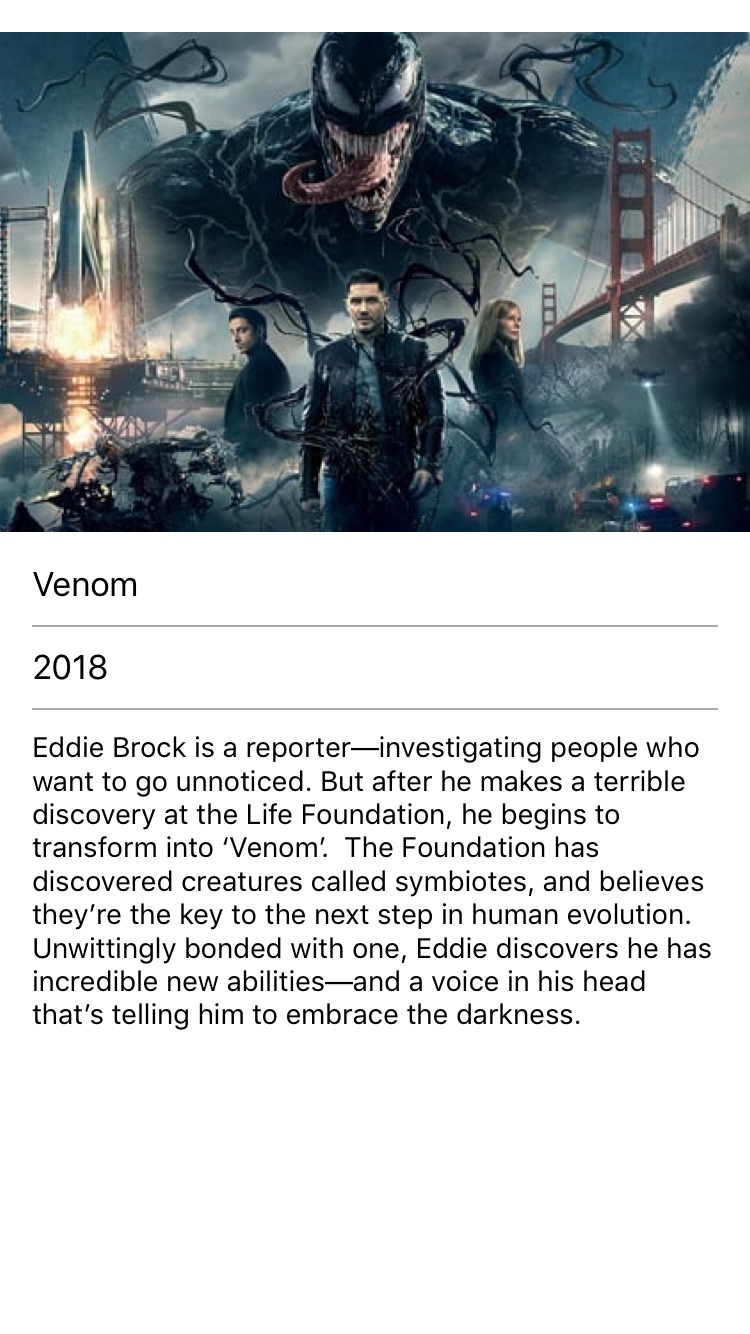 Venom
2018
Eddie Brock is a reporter—investigating people who
want to go unnoticed. But after he makes a terrible
discovery at the Life Foundation, he begins to
transform into ‘Venom’.  The Foundation has
discovered creatures called symbiotes, and believes
they’re the key to the next step in human evolution.
Unwittingly bonded with one, Eddie discovers he has
incredible new abilities—and a voice in his head
that’s telling him to embrace the darkness.